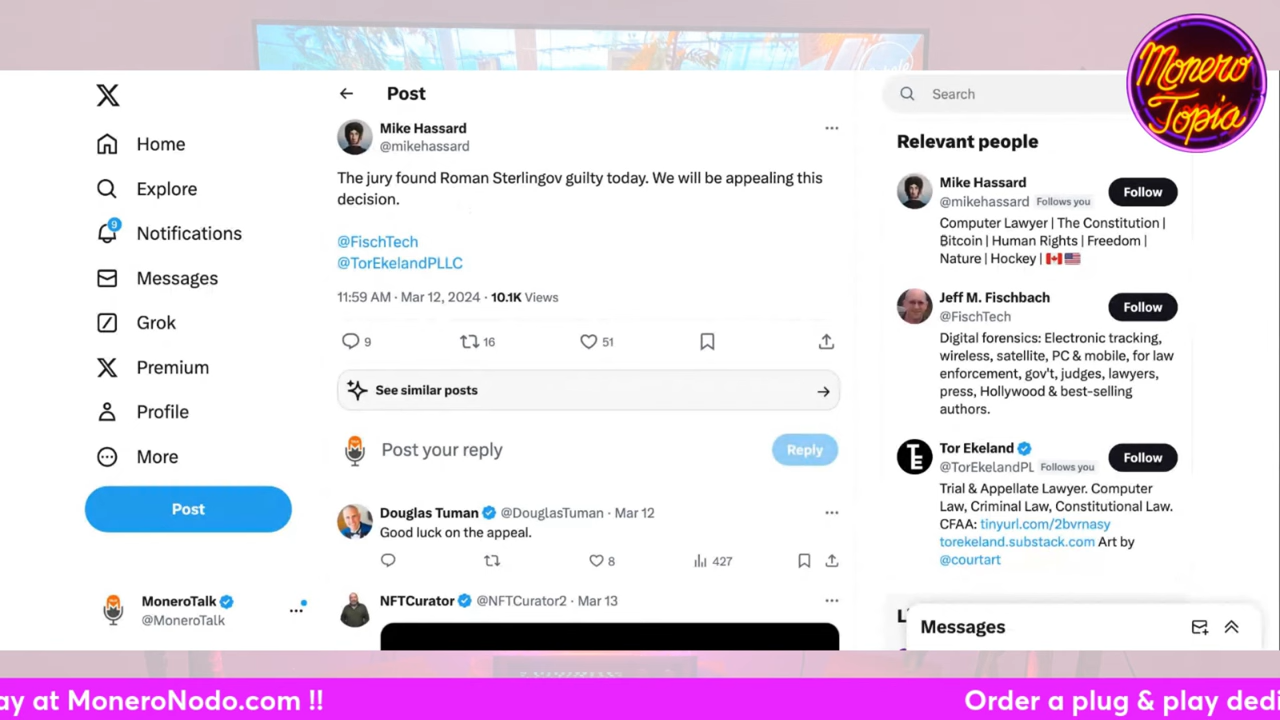 Monero
Topia
X
Home
Explore
9
Notifications
Messages
Grok
Premium
Profile
More
Post
MoneroTalk
@MoneroTalk
Post
Mike Hassard
@mikehassard
The jury found Roman Sterlingov guilty today. We will be appealing this
decision.
@FischTech
@TorEkelandPLLC
11:59 AM · Mar 12, 2024 · 10.1K Views
9 16 51
See similar posts
Post your reply
Reply
Douglas Tuman @DouglasTuman · Mar 12
Good luck on the appeal.
8 427
NFTCurator @NFTCurator2 · Mar 13
Search
Relevant people
Mike Hassard
@mikehassard Follows you
Follow
Computer Lawyer | The Constitution |
Bitcoin | Human Rights | Freedom |
Nature | Hockey | 🇨🇦🇺🇸
Jeff M. Fischbach
@FischTech
Follow
Digital forensics: Electronic tracking,
wireless, satellite, PC & mobile, for law
enforcement, gov't, judges, lawyers,
press, Hollywood & best-selling
authors.
Tor Ekeland
@TorEkelandPL Follows you
Follow
TE
Trial & Appellate Lawyer. Computer
Law, Criminal Law, Constitutional Law.
CFAA: tinyurl.com/2bvrnasy
torekeland.substack.com Art by
@courtart
Messages
ay at MoneroNodo.com !!
Order a plug & play dedi